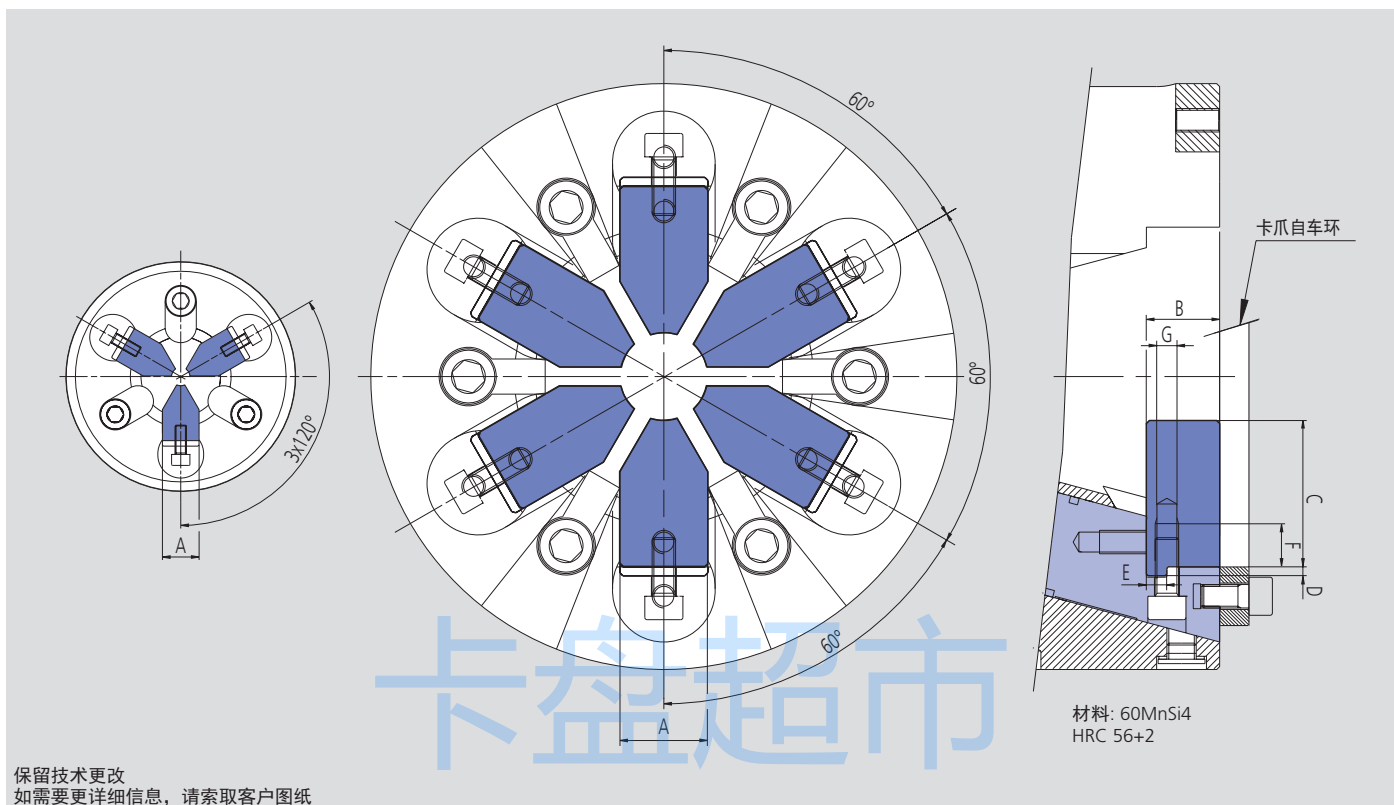 60°
卡爪自车环
B
G
60°
3x120°
C
F
E
D
A
60°
A
卡盘超市
材料: 60MnSi4
HRC 56+2
保留技术更改
如需要更详细信息，请索取客户图纸